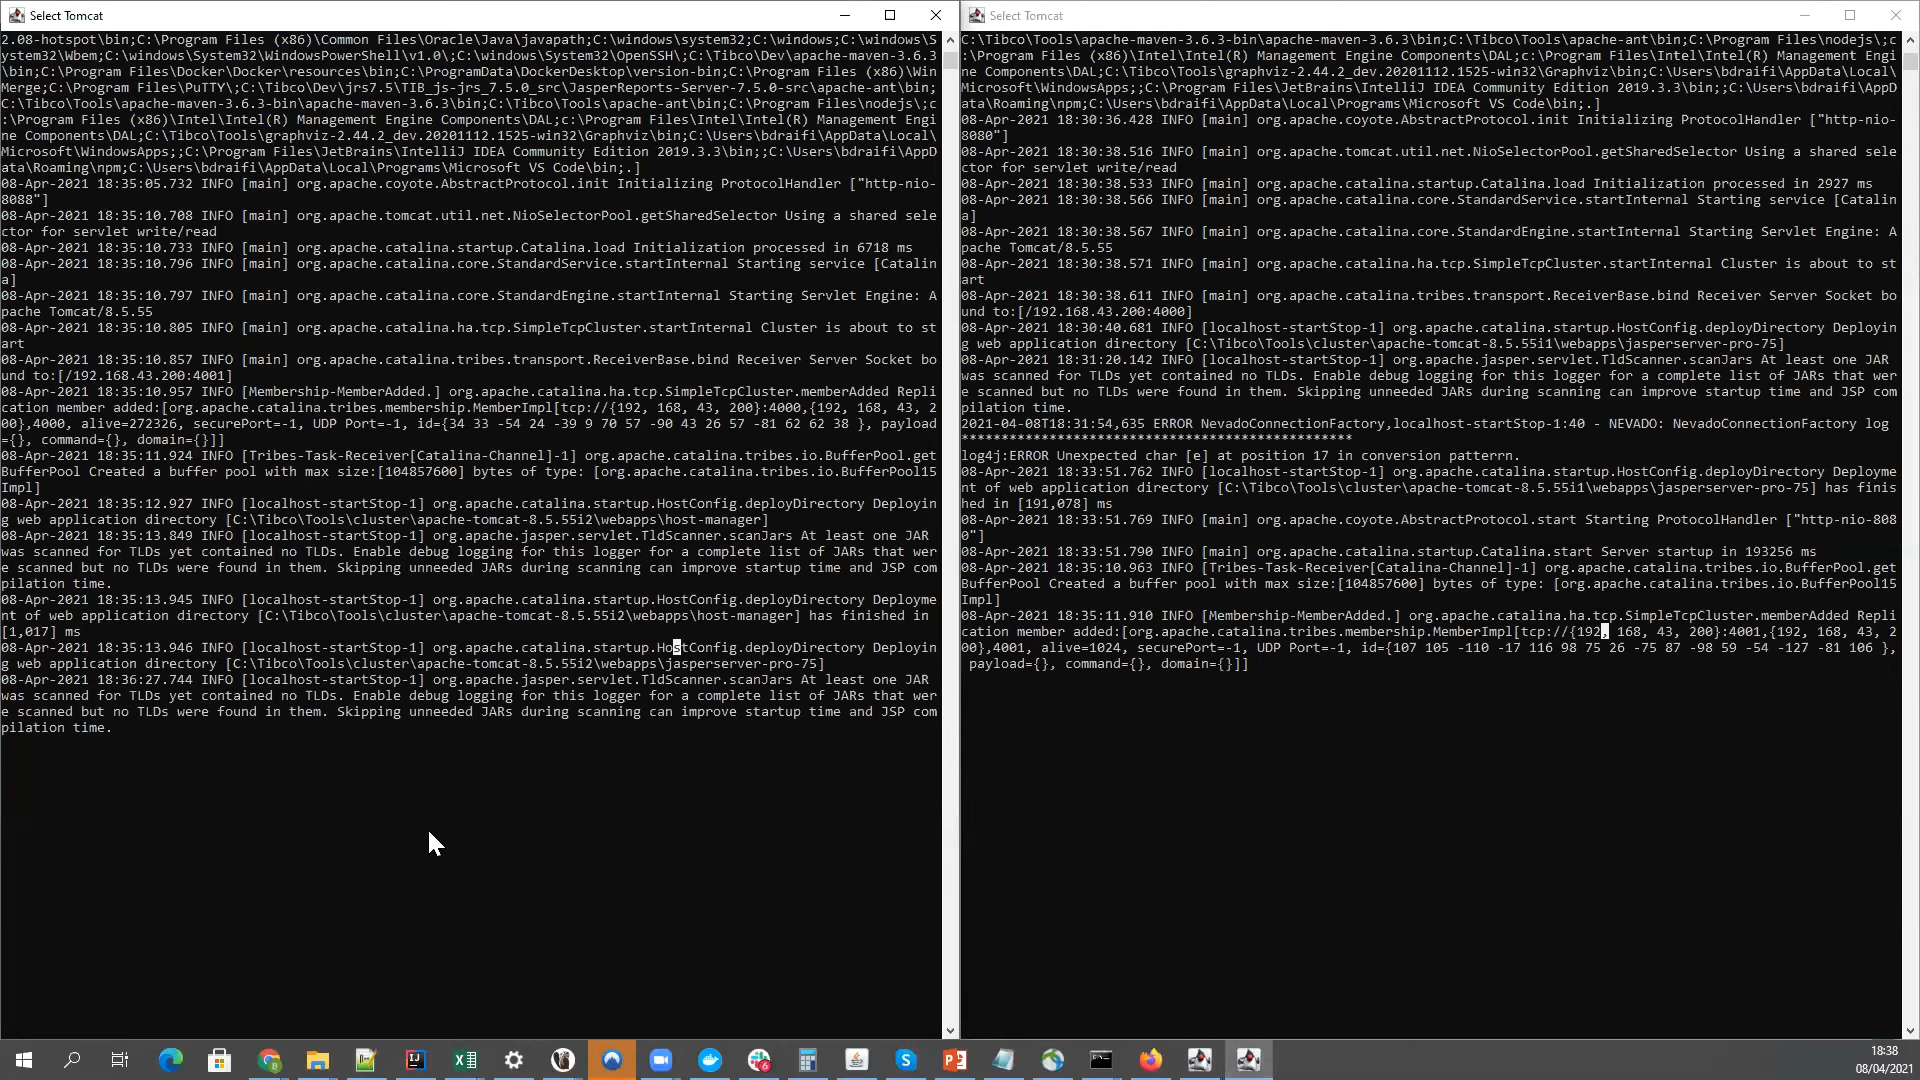 Select Tomcat
2.08-hotspot\bin;C:\Program Files (x86)\Common Files\Oracle\Java\javapath;C:\windows\system32;C:\windows;C:\windows\S
ystem32\Wbem;C:\windows\System32\WindowsPowerShell\v1.0\;C:\windows\System32\OpenSSH\;C:\Tibco\Dev\apache-maven-3.6.3
\bin;C:\Program Files\Docker\Docker\resources\bin;C:\ProgramData\DockerDesktop\version-bin;C:\Program Files (x86)\Win
Merge;C:\Program Files\PuTTY\;C:\Tibco\Dev\jrs7.5\TIB_js-jrs_7.5.0_src\JasperReports-Server-7.5.0-src\apache-ant\bin;
C:\Tibco\Tools\apache-maven-3.6.3-bin\apache-maven-3.6.3\bin;C:\Tibco\Tools\apache-ant\bin;C:\Program Files\nodejs\;c
:\Program Files (x86)\Intel\Intel(R) Management Engine Components\DAL;c:\Program Files\Intel\Intel(R) Management Engi
ne Components\DAL;C:\Tibco\Tools\graphviz-2.44.2_dev.20201112.1525-win32\Graphviz\bin;C:\Users\bdraifi\AppData\Local\
Microsoft\WindowsApps;;C:\Program Files\JetBrains\IntelliJ IDEA Community Edition 2019.3.3\bin;;C:\Users\bdraifi\AppD
ata\Roaming\npm;C:\Users\bdraifi\AppData\Local\Programs\Microsoft VS Code\bin;.]
08-Apr-2021 18:35:05.732 INFO [main] org.apache.coyote.AbstractProtocol.init Initializing ProtocolHandler ["http-nio-
8088"]
08-Apr-2021 18:35:10.708 INFO [main] org.apache.tomcat.util.net.NioSelectorPool.getSharedSelector Using a shared sele
ctor for servlet write/read
08-Apr-2021 18:35:10.733 INFO [main] org.apache.catalina.startup.Catalina.load Initialization processed in 6718 ms
08-Apr-2021 18:35:10.796 INFO [main] org.apache.catalina.core.StandardService.startInternal Starting service [Catalin
a]
08-Apr-2021 18:35:10.797 INFO [main] org.apache.catalina.core.StandardEngine.startInternal Starting Servlet Engine: A
pache Tomcat/8.5.55
08-Apr-2021 18:35:10.805 INFO [main] org.apache.catalina.ha.tcp.SimpleTcpCluster.startInternal Cluster is about to st
art
08-Apr-2021 18:35:10.857 INFO [main] org.apache.catalina.tribes.transport.ReceiverBase.bind Receiver Server Socket bo
und to:[/192.168.43.200:4001]
08-Apr-2021 18:35:10.957 INFO [Membership-MemberAdded.] org.apache.catalina.ha.tcp.SimpleTcpCluster.memberAdded Repli
cation member added:[org.apache.catalina.tribes.membership.MemberImpl[tcp://{192, 168, 43, 200}:4000,{192, 168, 43, 2
00},4000, alive=272326, securePort=-1, UDP Port=-1, id={34 33 -54 24 -39 9 70 57 -90 43 26 57 -81 62 62 38 }, payload
={}, command={}, domain={}]]
08-Apr-2021 18:35:11.924 INFO [Tribes-Task-Receiver[Catalina-Channel]-1] org.apache.catalina.tribes.io.BufferPool.get
BufferPool Created a buffer pool with max size:[104857600] bytes of type: [org.apache.catalina.tribes.io.BufferPool15
Impl]
08-Apr-2021 18:35:12.927 INFO [localhost-startStop-1] org.apache.catalina.startup.HostConfig.deployDirectory Deployin
g web application directory [C:\Tibco\Tools\cluster\apache-tomcat-8.5.55i2\webapps\host-manager]
08-Apr-2021 18:35:13.849 INFO [localhost-startStop-1] org.apache.jasper.servlet.TldScanner.scanJars At least one JAR
was scanned for TLDs yet contained no TLDs. Enable debug logging for this logger for a complete list of JARs that wer
e scanned but no TLDs were found in them. Skipping unneeded JARs during scanning can improve startup time and JSP com
pilation time.
08-Apr-2021 18:35:13.945 INFO [localhost-startStop-1] org.apache.catalina.startup.HostConfig.deployDirectory Deployme
nt of web application directory [C:\Tibco\Tools\cluster\apache-tomcat-8.5.55i2\webapps\host-manager] has finished in
[1,017] ms
08-Apr-2021 18:35:13.946 INFO [localhost-startStop-1] org.apache.catalina.startup.HostConfig.deployDirectory Deployin
g web application directory [C:\Tibco\Tools\cluster\apache-tomcat-8.5.55i2\webapps\jasperserver-pro-75]
08-Apr-2021 18:36:27.744 INFO [localhost-startStop-1] org.apache.jasper.servlet.TldScanner.scanJars At least one JAR
was scanned for TLDs yet contained no TLDs. Enable debug logging for this logger for a complete list of JARs that wer
e scanned but no TLDs were found in them. Skipping unneeded JARs during scanning can improve startup time and JSP com
pilation time.
Select Tomcat
C:\Tibco\Tools\apache-maven-3.6.3-bin\apache-maven-3.6.3\bin;C:\Tibco\Tools\apache-ant\bin;C:\Program Files\nodejs\;c
:\Program Files (x86)\Intel\Intel(R) Management Engine Components\DAL;c:\Program Files\Intel\Intel(R) Management Engi
ne Components\DAL;C:\Tibco\Tools\graphviz-2.44.2_dev.20201112.1525-win32\Graphviz\bin;C:\Users\bdraifi\AppData\Local\
Microsoft\WindowsApps;;C:\Program Files\JetBrains\IntelliJ IDEA Community Edition 2019.3.3\bin;;C:\Users\bdraifi\AppD
ata\Roaming\npm;C:\Users\bdraifi\AppData\Local\Programs\Microsoft VS Code\bin;.]
08-Apr-2021 18:30:36.428 INFO [main] org.apache.coyote.AbstractProtocol.init Initializing ProtocolHandler ["http-nio-
8080"]
08-Apr-2021 18:30:38.516 INFO [main] org.apache.tomcat.util.net.NioSelectorPool.getSharedSelector Using a shared sele
ctor for servlet write/read
08-Apr-2021 18:30:38.533 INFO [main] org.apache.catalina.startup.Catalina.load Initialization processed in 2927 ms
08-Apr-2021 18:30:38.566 INFO [main] org.apache.catalina.core.StandardService.startInternal Starting service [Catalin
a]
08-Apr-2021 18:30:38.567 INFO [main] org.apache.catalina.core.StandardEngine.startInternal Starting Servlet Engine: A
pache Tomcat/8.5.55
08-Apr-2021 18:30:38.571 INFO [main] org.apache.catalina.ha.tcp.SimpleTcpCluster.startInternal Cluster is about to st
art
08-Apr-2021 18:30:38.611 INFO [main] org.apache.catalina.tribes.transport.ReceiverBase.bind Receiver Server Socket bo
und to:[/192.168.43.200:4000]
08-Apr-2021 18:30:40.681 INFO [localhost-startStop-1] org.apache.catalina.startup.HostConfig.deployDirectory Deployin
g web application directory [C:\Tibco\Tools\cluster\apache-tomcat-8.5.55i1\webapps\jasperserver-pro-75]
08-Apr-2021 18:31:20.142 INFO [localhost-startStop-1] org.apache.jasper.servlet.TldScanner.scanJars At least one JAR
was scanned for TLDs yet contained no TLDs. Enable debug logging for this logger for a complete list of JARs that wer
e scanned but no TLDs were found in them. Skipping unneeded JARs during scanning can improve startup time and JSP com
pilation time.
2021-04-08T18:31:54,635 ERROR NevadoConnectionFactory,localhost-startStop-1:40 - NEVADO: NevadoConnectionFactory log
*************************************************
log4j:ERROR Unexpected char [e] at position 17 in conversion patterrn.
08-Apr-2021 18:33:51.762 INFO [localhost-startStop-1] org.apache.catalina.startup.HostConfig.deployDirectory Deployme
nt of web application directory [C:\Tibco\Tools\cluster\apache-tomcat-8.5.55i1\webapps\jasperserver-pro-75] has finis
hed in [191,078] ms
08-Apr-2021 18:33:51.769 INFO [main] org.apache.coyote.AbstractProtocol.start Starting ProtocolHandler ["http-nio-808
0"]
08-Apr-2021 18:33:51.790 INFO [main] org.apache.catalina.startup.Catalina.start Server startup in 193256 ms
08-Apr-2021 18:35:10.963 INFO [Tribes-Task-Receiver[Catalina-Channel]-1] org.apache.catalina.tribes.io.BufferPool.get
BufferPool Created a buffer pool with max size:[104857600] bytes of type: [org.apache.catalina.tribes.io.BufferPool15
Impl]
08-Apr-2021 18:35:11.910 INFO [Membership-MemberAdded.] org.apache.catalina.ha.tcp.SimpleTcpCluster.memberAdded Repli
cation member added:[org.apache.catalina.tribes.membership.MemberImpl[tcp://{192, 168, 43, 200}:4001,{192, 168, 43, 2
00},4001, alive=1024, securePort=-1, UDP Port=-1, id={107 105 -110 -17 116 98 75 26 -75 87 -98 59 -54 -127 -81 106 },
payload={}, command={}, domain={}]]
18:38
08/04/2021